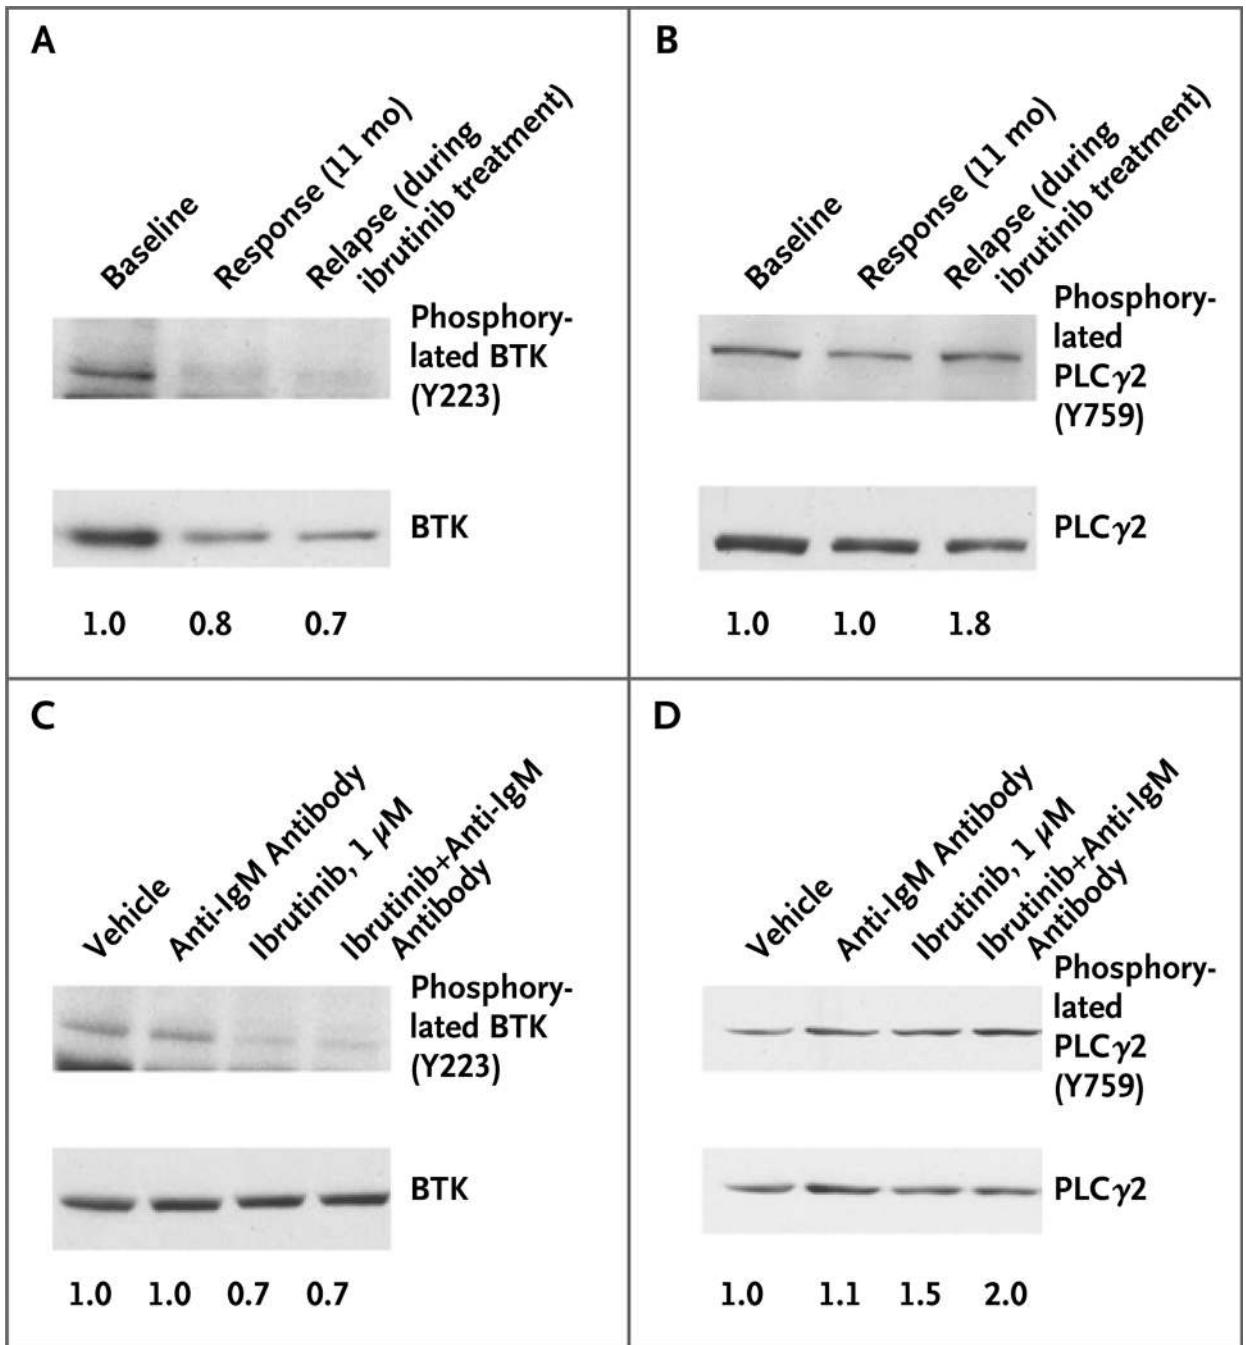 A
Baseline
Response (11 mo)
Relapse (during
ibrutinib treatment)
Phosphory-
lated BTK
(Y223)
BTK
1.0 0.8 0.7
B
Baseline
Response (11 mo)
Relapse (during
ibrutinib treatment)
Phosphory-
lated
PLCγ2
(Y759)
PLCγ2
1.0 1.0 1.8
C
Vehicle
Anti-IgM Antibody
Ibrutinib, 1 µM
Ibrutinib+Anti-IgM
Antibody
Phosphory-
lated BTK
(Y223)
BTK
1.0 1.0 0.7 0.7
D
Vehicle
Anti-IgM Antibody
Ibrutinib, 1 µM
Ibrutinib+Anti-IgM
Antibody
Phosphory-
lated
PLCγ2
(Y759)
PLCγ2
1.0 1.1 1.5 2.0